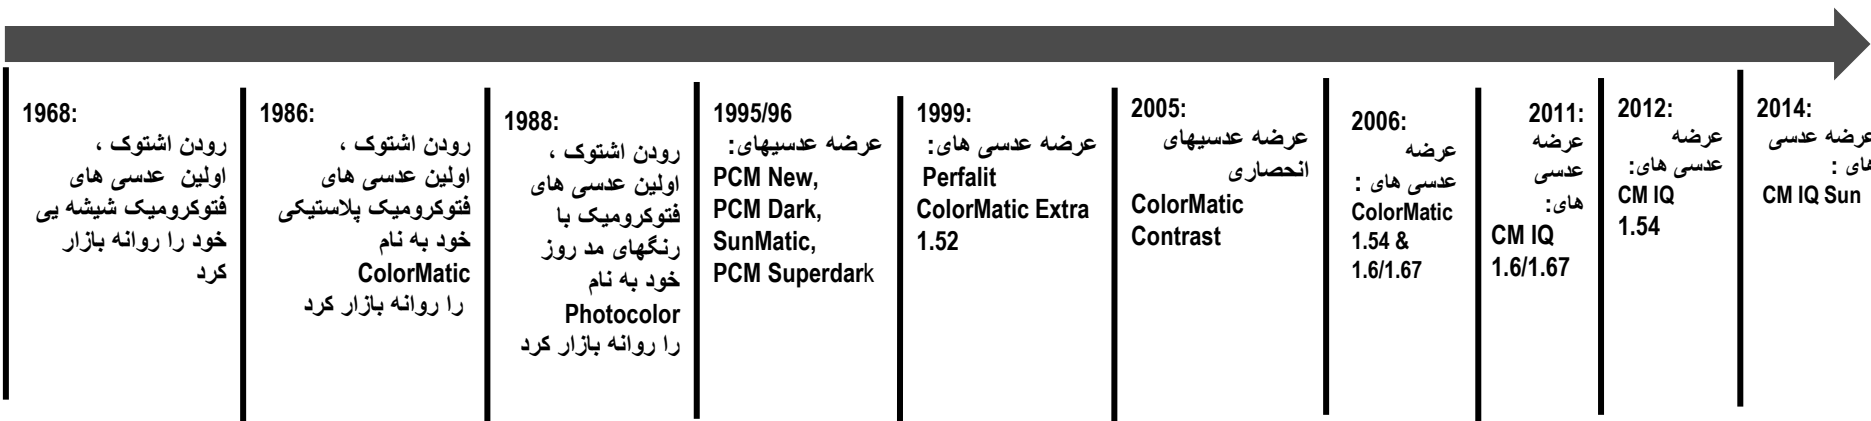 1968:
رودن اشتوک ،
اولین عدسی های
فتوکرومیک شیشه یی
خود را روانه بازار
کرد
1986:
رودن اشتوک ،
اولین عدسی های
فتوکرومیک پلاستیکی
خود به نام
ColorMatic
را روانه بازار کرد
1988:
رودن اشتوک ،
اولین عدسی های
فتوکرومیک با
رنگهای مد روز
خود به نام
Photocolor
را روانه بازار کرد
1995/96
عرضه عدسیهای:
PCM New,
PCM Dark,
SunMatic,
PCM Superdark
1999:
عرضه عدسی های:
Perfalit
ColorMatic Extra
1.52
2005:
عرضه عدسیهای
انحصاری
ColorMatic
Contrast
2006:
عرضه
عدسی های :
ColorMatic
1.54 &
1.6/1.67
2011:
عرضه
عدسی
های:
CM IQ
1.6/1.67
2012:
عرضه
عدسی های:
CM IQ
1.54
2014:
عرضه عدسی
های :
CM IQ Sun